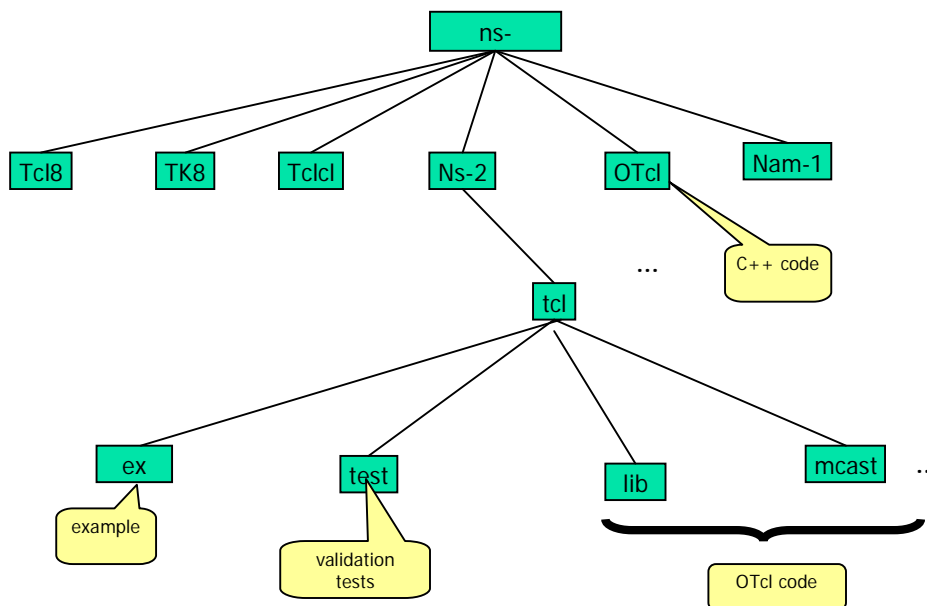 ns-
Tcl8
TK8
Tclcl
Ns-2
OTcl
Nam-1
...
C++ code
tcl
ex
test
lib
mcast
...
example
validation
tests
OTcl code